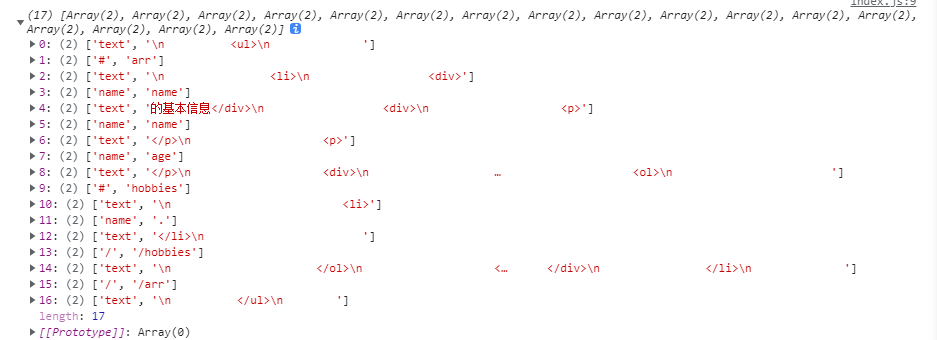 index.js:9
(17) [Array(2), Array(2), Array(2), Array(2), Array(2), Array(2), Array(2), Array(2), Array(2), Array(2), Array(2), Array(2), Array(2),
Array(2), Array(2), Array(2), Array(2)] i
0: (2) ['text', '\n          <ul>\n              ']
1: (2) ['#', 'arr']
2: (2) ['text', '\n                <li>\n                  <div>']
3: (2) ['name', 'name']
4: (2) ['text', '的基本信息</div>\n                  <div>\n                      <p>']
5: (2) ['name', 'name']
6: (2) ['text', '</p>\n                  <p>']
7: (2) ['name', 'age']
8: (2) ['text', '</p>\n                  <div>\n                   …                    <ol>\n                        ']
9: (2) ['#', 'hobbies']
10: (2) ['text', '\n                          <li>']
11: (2) ['name', '.']
12: (2) ['text', '</li>\n                        ']
13: (2) ['/', '/hobbies']
14: (2) ['text', '\n                      </ol>\n                    <…      </div>\n                </li>\n              ']
15: (2) ['/', '/arr']
16: (2) ['text', '\n          </ul>\n        ']
length: 17
[[Prototype]]: Array(0)